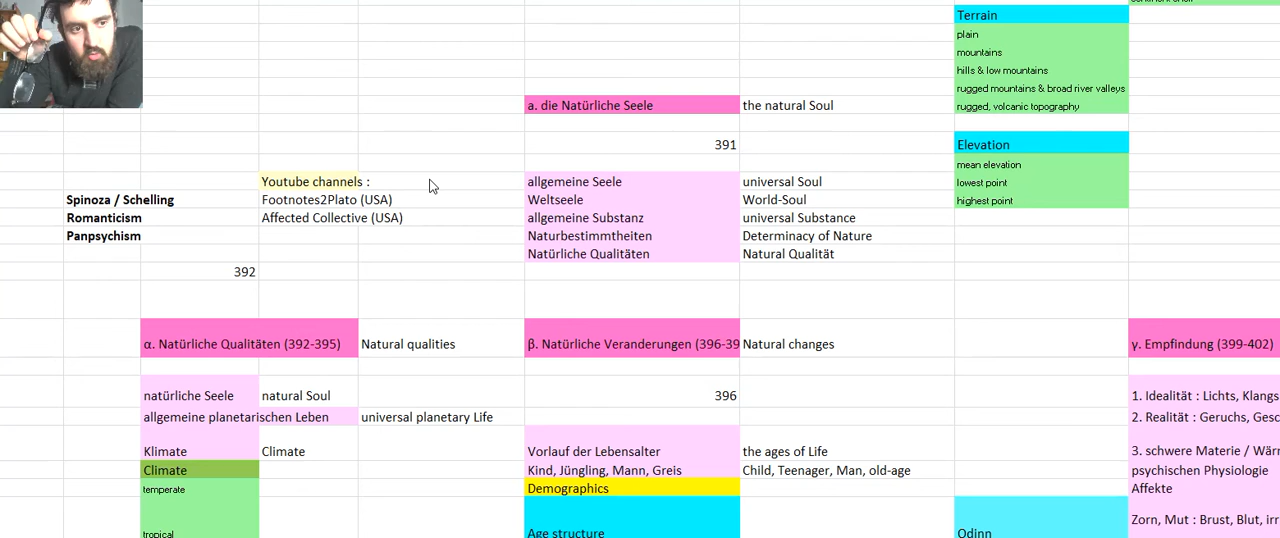 Terrain
plain
mountains
hills & low mountains
rugged mountains & broad river valleys
a. die Natürliche Seele the natural Soul rugged, volcanic topography
391 Elevation
mean elevation
Youtube channels : allgemeine Seele universal Soul lowest point
Spinoza / Schelling Footnotes2Plato (USA) Weltseele World-Soul highest point
Romanticism Affected Collective (USA) allgemeine Substanz universal Substance
Panpsychism Naturbestimmtheiten Determinacy of Nature
Natürliche Qualitäten Natural Qualität
392
α. Natürliche Qualitäten (392-395) Natural qualities β. Natürliche Veranderungen (396-39 Natural changes γ. Empfindung (399-402)
natürliche Seele natural Soul 396 1. Idealität : Lichts, Klangs
allgemeine planetarischen Leben universal planetary Life 2. Realität : Geruchs, Gesc
Klimate Climate Vorlauf der Lebensalter the ages of Life 3. schwere Materie / Wär
Climate Kind, Jüngling, Mann, Greis Child, Teenager, Man, old-age psychischen Physiologie
temperate Demographics Affekte
Zorn, Mut : Brust, Blut, irr
tropical Age structure Odinn